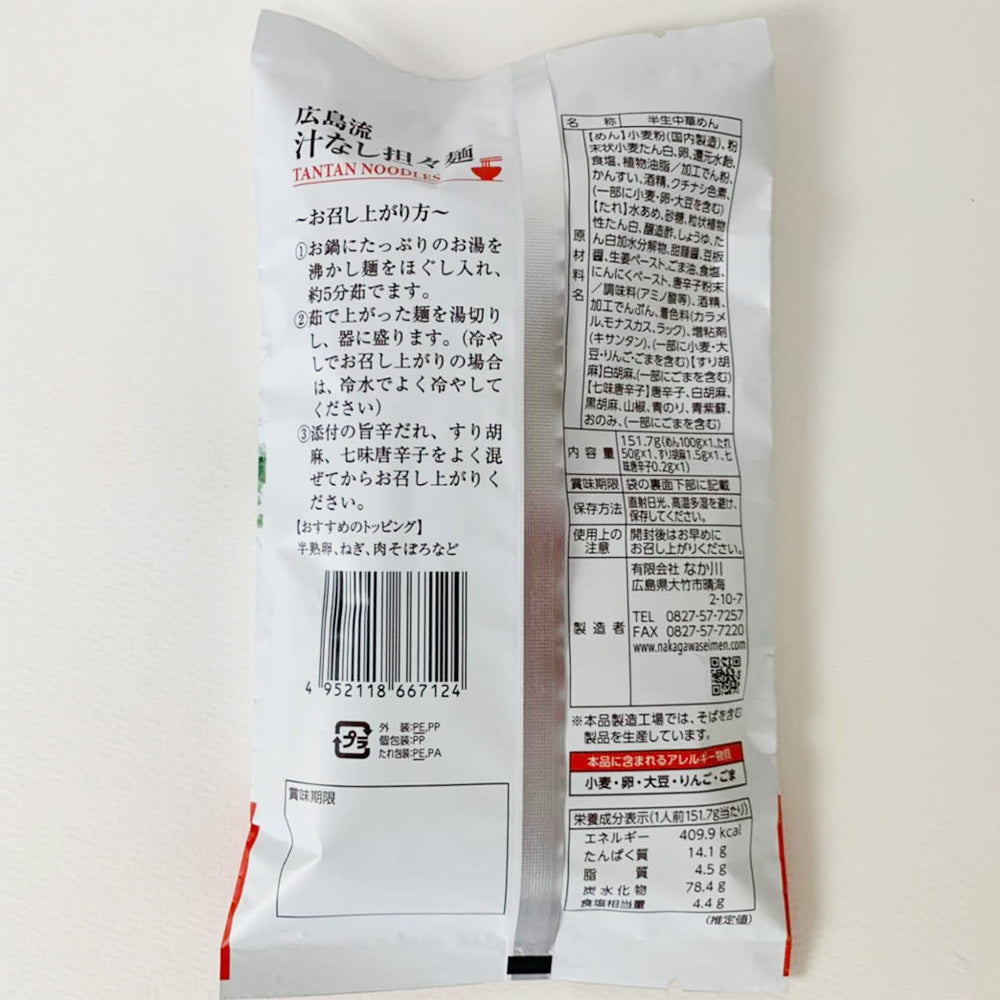 広島流
汁なし担々麺
TANTAN NOODLES
～お召し上がり方～
①お鍋にたっぷりのお湯を
沸かし麺をほぐし入れ、
約5分茹でます。
②茹で上がった麺を湯切り
し、器に盛ります。(冷や
しでお召し上がりの場合
は、冷水でよく冷やして
ください)
③添付の旨辛だれ、すり胡
麻、七味唐辛子をよく混
ぜてからお召し上がりく
ださい。
【おすすめのトッピング】
半熟卵、ねぎ、肉そぼろなど
4 952118 667124
プラ
外 装:PE,PP
個包装:PP
たれ包装:PE,PA
賞味期限
名 称 半生中華めん
原材料名
【めん】小麦粉(国内製造)、粉
末状小麦たん白、卵、還元水飴、
食塩、植物油脂/加工でん粉、
かんすい、酒精、クチナシ色素、
(一部に小麦・卵・大豆を含む)
【たれ】水あめ、砂糖、粒状植物
性たん白、醸造酢、しょうゆ、た
ん白加水分解物、甜麺醤、豆板
醤、生姜ペースト、ごま油、食塩、
にんにくペースト、唐辛子粉末
/調味料(アミノ酸等)、酒精、
加工でんぷん、着色料(カラメ
ル、モナスカス、ラック)、増粘剤
(キサンタン)、(一部に小麦・大
豆・りんご・ごまを含む)【すり胡
麻】白胡麻、(一部にごまを含む)
【七味唐辛子】唐辛子、白胡麻、
黒胡麻、山椒、青のり、青紫蘇、
おのみ、(一部にごまを含む)
内容量 151.7g(めん100g×1、たれ
50g×1、すり胡麻1.5g×1、七
味唐辛子0.2g×1)
賞味期限 袋の裏面下部に記載
保存方法 直射日光、高温多湿を避け、
保存してください。
使用上の注意 開封後はお早めに
お召し上がりください。
製造者 有限会社 なか川
広島県大竹市晴海
2-10-7
TEL 0827-57-7257
FAX 0827-57-7220
www.nakagawaseimen.com
※本品製造工場では、そばを含む
製品を生産しています。
本品に含まれるアレルギー物質
小麦・卵・大豆・りんご・ごま
栄養成分表示(1人前151.7g当たり)
エネルギー 409.9 kcal
たんぱく質 14.1 g
脂 質 4.5 g
炭水化物 78.4 g
食塩相当量 4.4 g
(推定値)